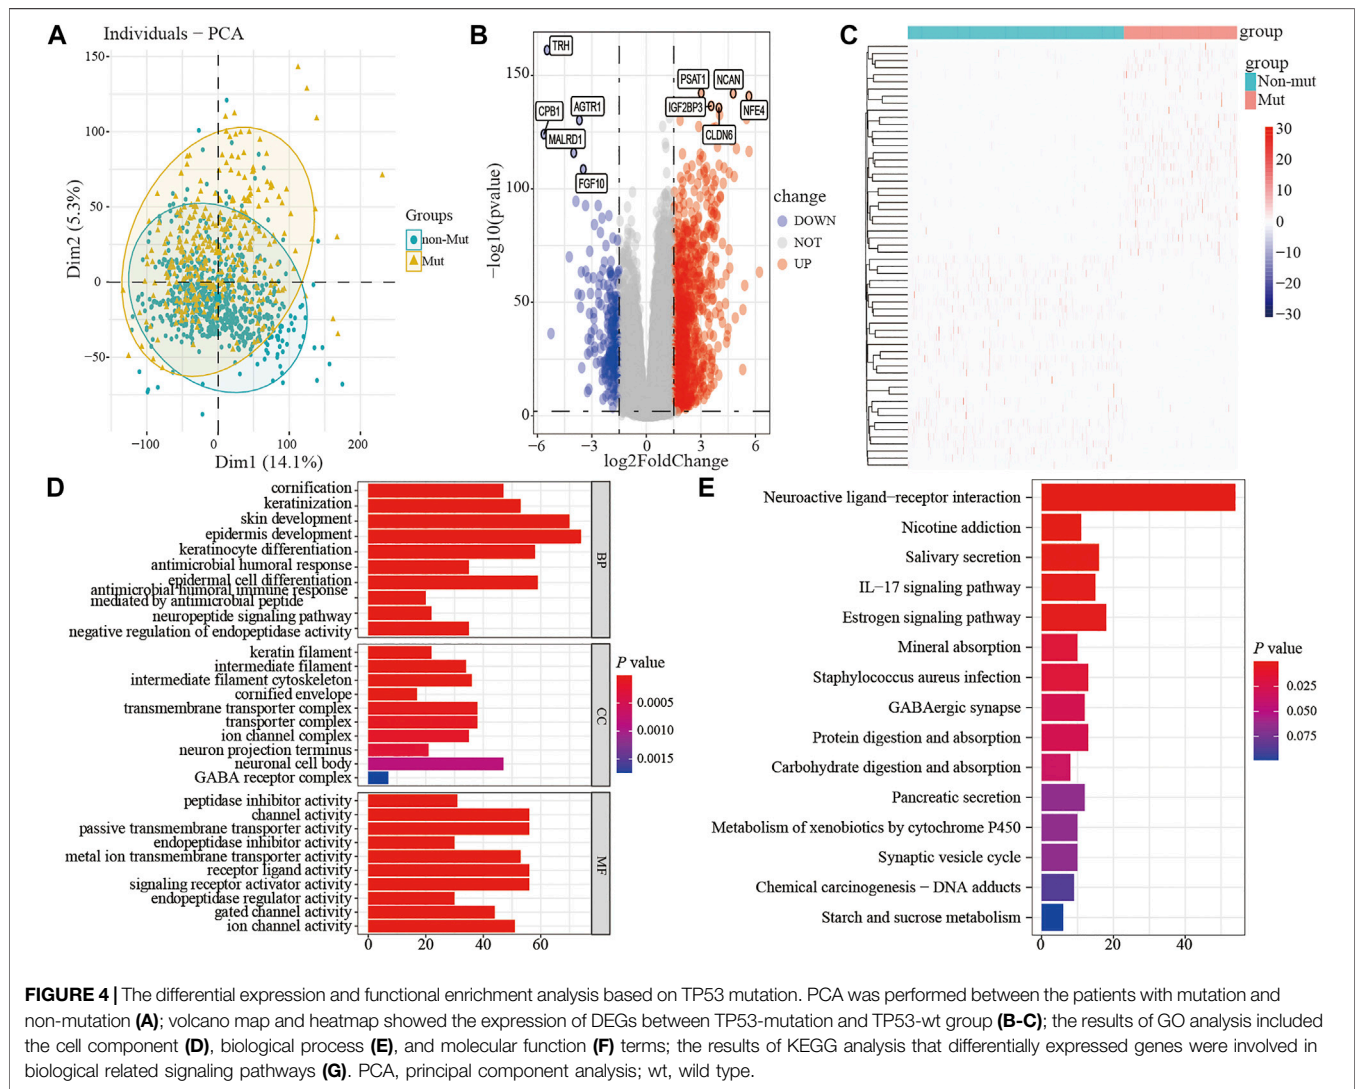 A
Individuals − PCA
150
100
50
0
−50
Dim2 (5.3%)
−100
0
100
200
Dim1 (14.1%)
Groups
non-Mut
Mut
B
TRH
CPB1
AGTR1
MALRD1
FGF10
PSAT1
NCAN
IGF2BP3
NFE4
CLDN6
150
100
50
0
−log10(pvalue)
−6
−3
0
3
6
log2FoldChange
change
DOWN
NOT
UP
C
group
group
Non-mut
Mut
30
20
10
0
−10
−20
−30
D
cornification
keratinization
skin development
epidermis development
keratinocyte differentiation
antimicrobial humoral response
epidermal cell differentiation
antimicrobial humoral immune response
mediated by antimicrobial peptide
neuropeptide signaling pathway
negative regulation of endopeptidase activity
BP
keratin filament
intermediate filament
intermediate filament cytoskeleton
cornified envelope
transmembrane transporter complex
transporter complex
ion channel complex
neuron projection terminus
neuronal cell body
GABA receptor complex
CC
peptidase inhibitor activity
channel activity
passive transmembrane transporter activity
endopeptidase inhibitor activity
metal ion transmembrane transporter activity
receptor ligand activity
signaling receptor activator activity
endopeptidase regulator activity
gated channel activity
ion channel activity
MF
0
20
40
60
P value
0.0005
0.0010
0.0015
E
Neuroactive ligand−receptor interaction
Nicotine addiction
Salivary secretion
IL−17 signaling pathway
Estrogen signaling pathway
Mineral absorption
Staphylococcus aureus infection
GABAergic synapse
Protein digestion and absorption
Carbohydrate digestion and absorption
Pancreatic secretion
Metabolism of xenobiotics by cytochrome P450
Synaptic vesicle cycle
Chemical carcinogenesis − DNA adducts
Starch and sucrose metabolism
0
20
40
P value
0.025
0.050
0.075
FIGURE 4 | The differential expression and functional enrichment analysis based on TP53 mutation. PCA was performed between the patients with mutation and
non-mutation (A); volcano map and heatmap showed the expression of DEGs between TP53-mutation and TP53-wt group (B-C); the results of GO analysis included
the cell component (D), biological process (E), and molecular function (F) terms; the results of KEGG analysis that differentially expressed genes were involved in
biological related signaling pathways (G). PCA, principal component analysis; wt, wild type.